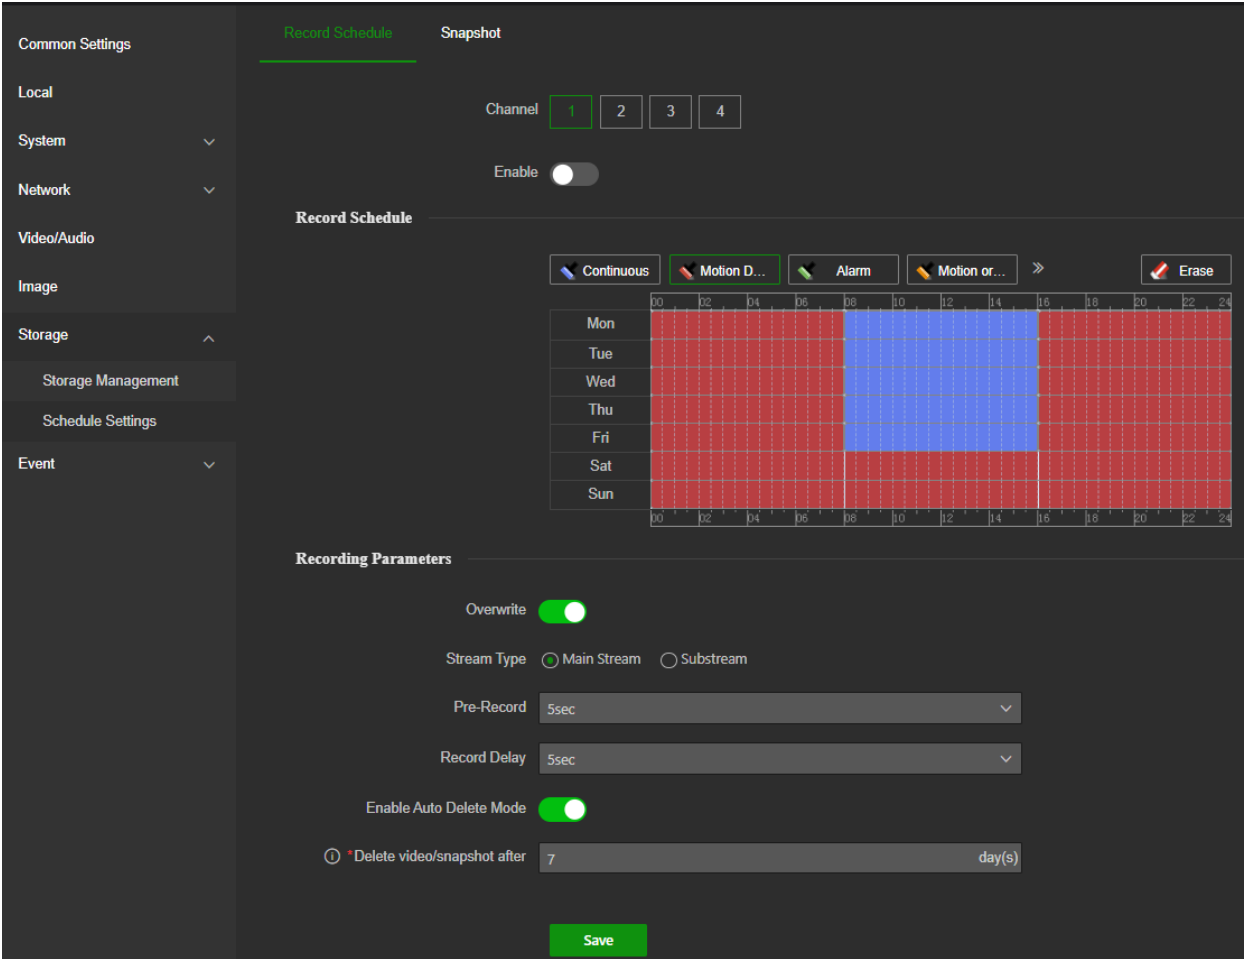 Record Schedule Snapshot
Common Settings
Local
Channel 1 2 3 4
System
Enable
Network
Record Schedule
Video/Audio
Continuous Motion D... Alarm Motion or... Erase
Image
00 02 04 06 08 10 12 14 16 18 20 22 24
Mon
Storage
Tue
Storage Management
Wed
Thu
Schedule Settings
Fri
Event
Sat
Sun
00 02 04 06 08 10 12 14 16 18 20 22 24
Recording Parameters
Overwrite
Stream Type Main Stream Substream
Pre-Record 5sec
Record Delay 5sec
Enable Auto Delete Mode
*Delete video/snapshot after 7 day(s)
Save